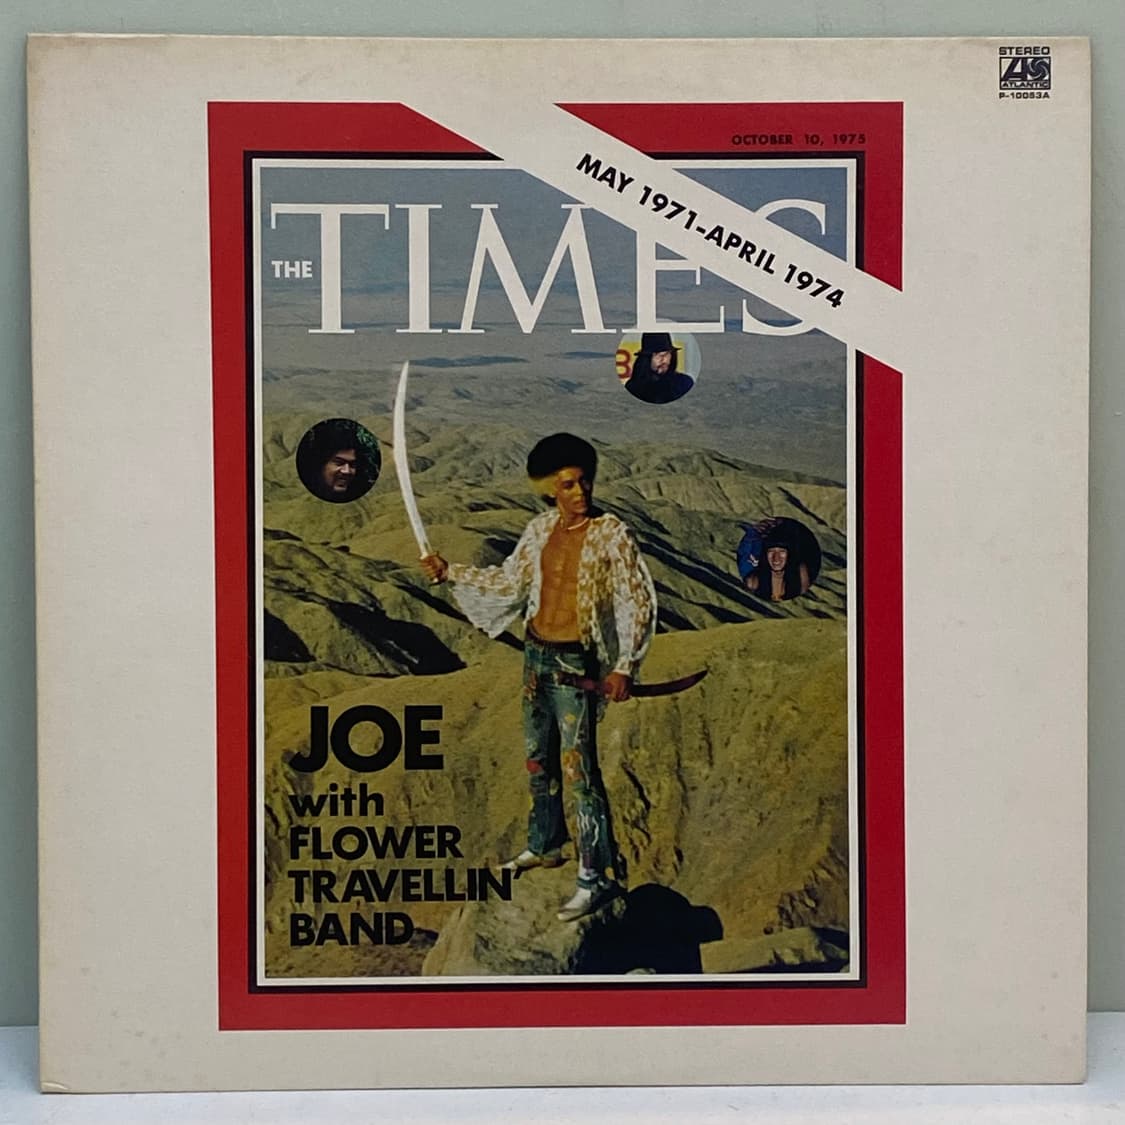 STEREO
ATLANTIC
P-10053A
OCTOBER 10, 1975
MAY 1971-APRIL 1974
THE TIMES
B
JOE
with
FLOWER
TRAVELLIN'
BAND